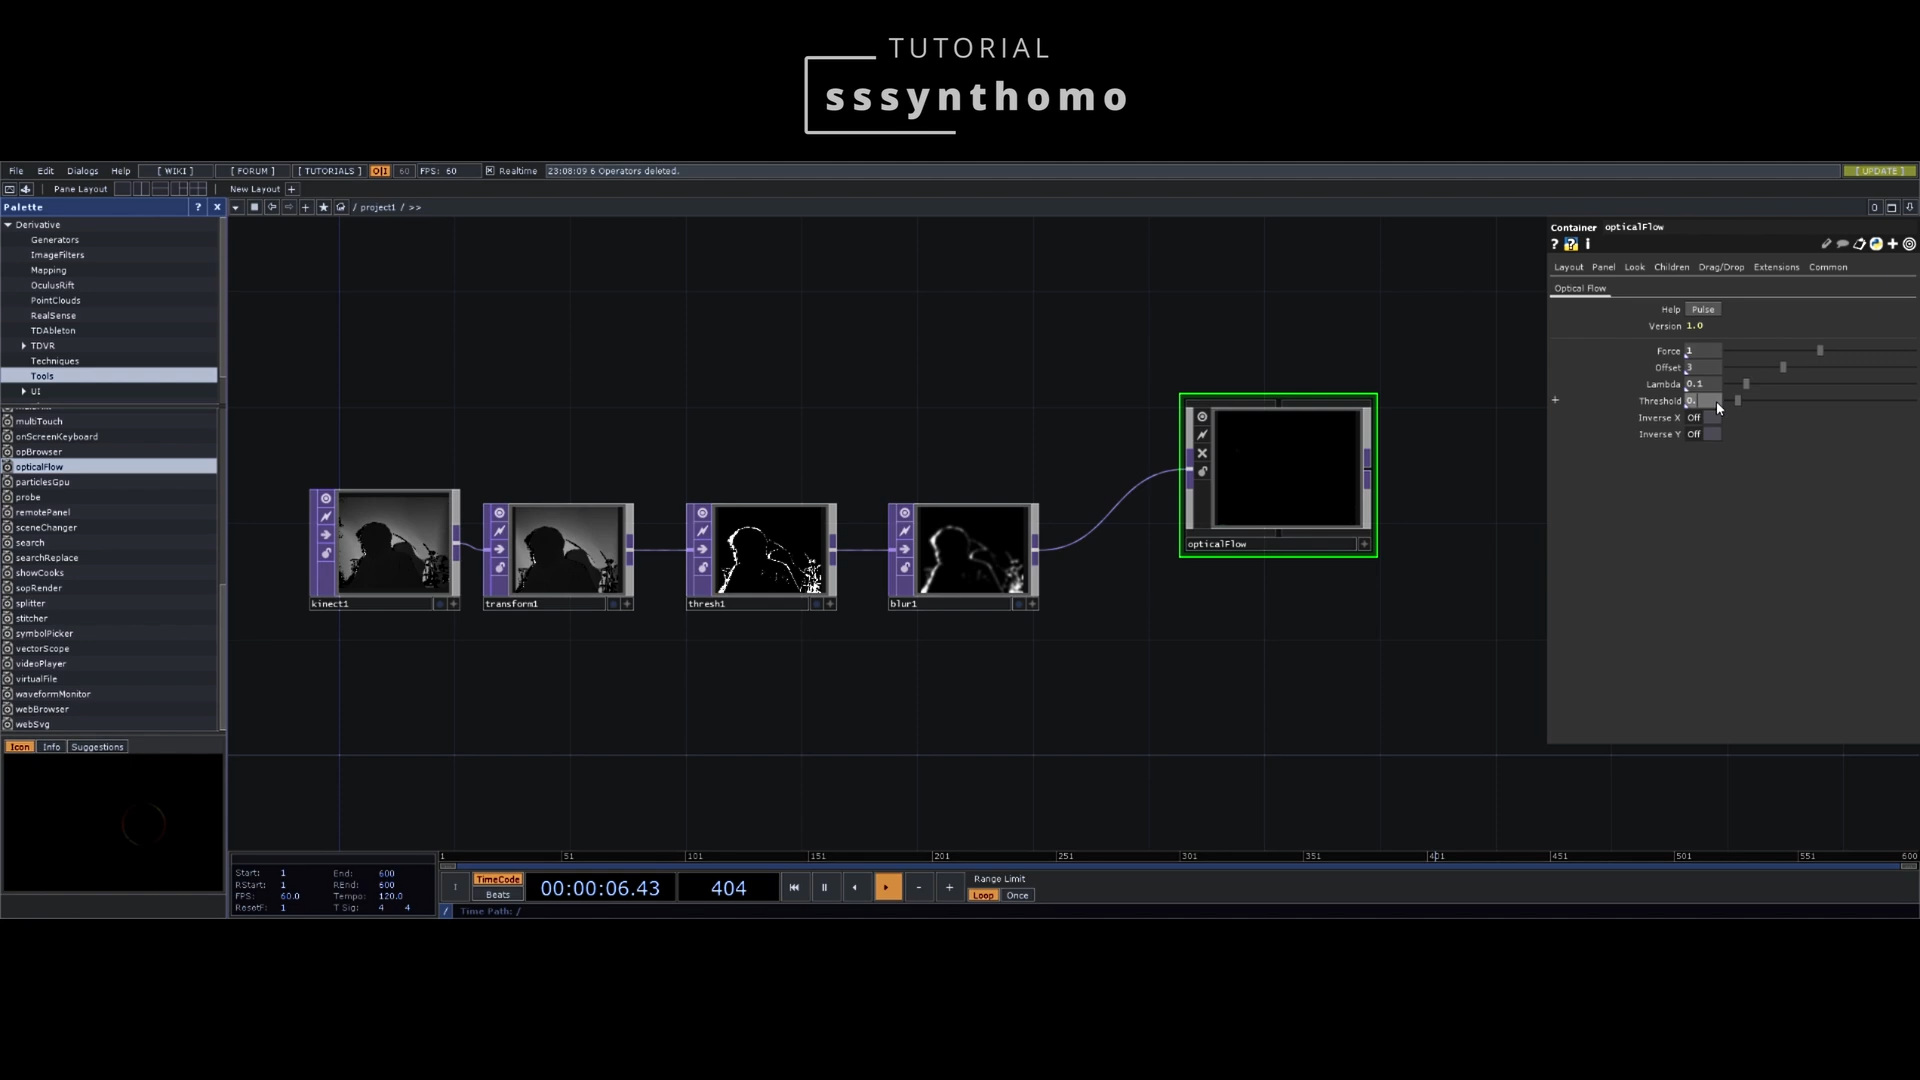 TUTORIAL
sssynthomo
File Edit Dialogs Help [ WIKI ] [ FORUM ] [ TUTORIALS ] O|I 60 FPS: 60 Realtime 23:08:09 6 Operators deleted. [ UPDATE ]
Pane Layout New Layout +
Palette ? x / project1 / >> 0
Derivative
Generators
ImageFilters
Mapping
OculusRift
PointClouds
RealSense
TDAbleton
TDVR
Techniques
Tools
UI
multiTouch
onScreenKeyboard
opBrowser
opticalFlow
particlesGpu
probe
remotePanel
sceneChanger
search
searchReplace
showCooks
sopRender
splitter
stitcher
symbolPicker
vectorScope
videoPlayer
virtualFile
waveformMonitor
webBrowser
webSvg
Icon Info Suggestions
kinect1
transform1
thresh1
blur1
opticalFlow
Container opticalFlow
? ? i
Layout Panel Look Children Drag/Drop Extensions Common
Optical Flow
Help Pulse
Version 1.0
Force 1
Offset 3
Lambda 0.1
+ Threshold 0.
Inverse X Off
Inverse Y Off
1 51 101 151 201 251 301 351 401 451 501 551 600
Start: 1 End: 600
RStart: 1 REnd: 600
FPS: 60.0 Tempo: 120.0
ResetF: 1 T Sig: 4 4
TimeCode
Beats
00:00:06.43
404
- +
Range Limit
Loop Once
/ Time Path: /